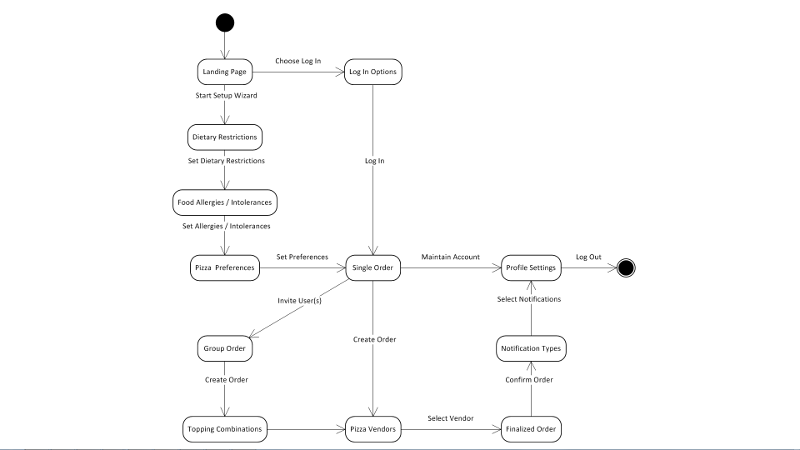 Choose Log In
Landing Page
Log In Options
Start Setup Wizard
Dietary Restrictions
Set Dietary Restrictions
Log In
Food Allergies / Intolerances
Set Allergies / Intolerances
Set Preferences
Maintain Account
Log Out
Pizza Preferences
Single Order
Profile Settings
Invite User(s)
Select Notifications
Create Order
Group Order
Notification Types
Create Order
Confirm Order
Select Vendor
Topping Combinations
Pizza Vendors
Finalized Order